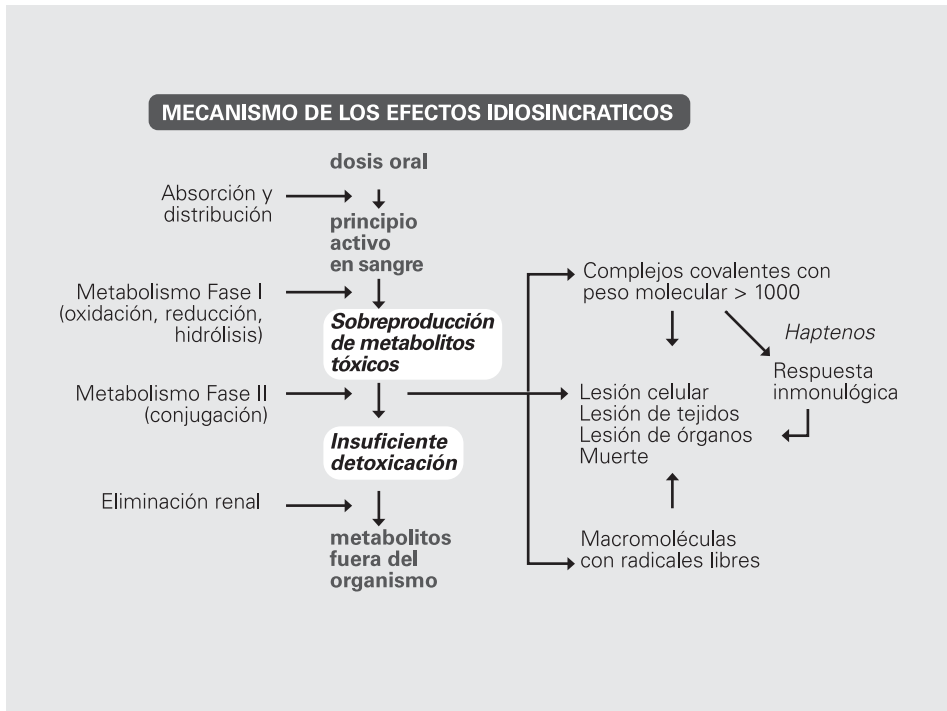 MECANISMO DE LOS EFECTOS IDIOSINCRATICOS
dosis oral
Absorción y
distribución
principio
activo
en sangre
Metabolismo Fase I
(oxidación, reducción,
hidrólisis)
Sobreproducción
de metabolitos
tóxicos
Metabolismo Fase II
(conjugación)
Insuficiente
detoxicación
Eliminación renal
metabolitos
fuera del
organismo
Complejos covalentes con
peso molecular > 1000
Haptenos
Respuesta
inmonulógica
Lesión celular
Lesión de tejidos
Lesión de órganos
Muerte
Macromoléculas
con radicales libres